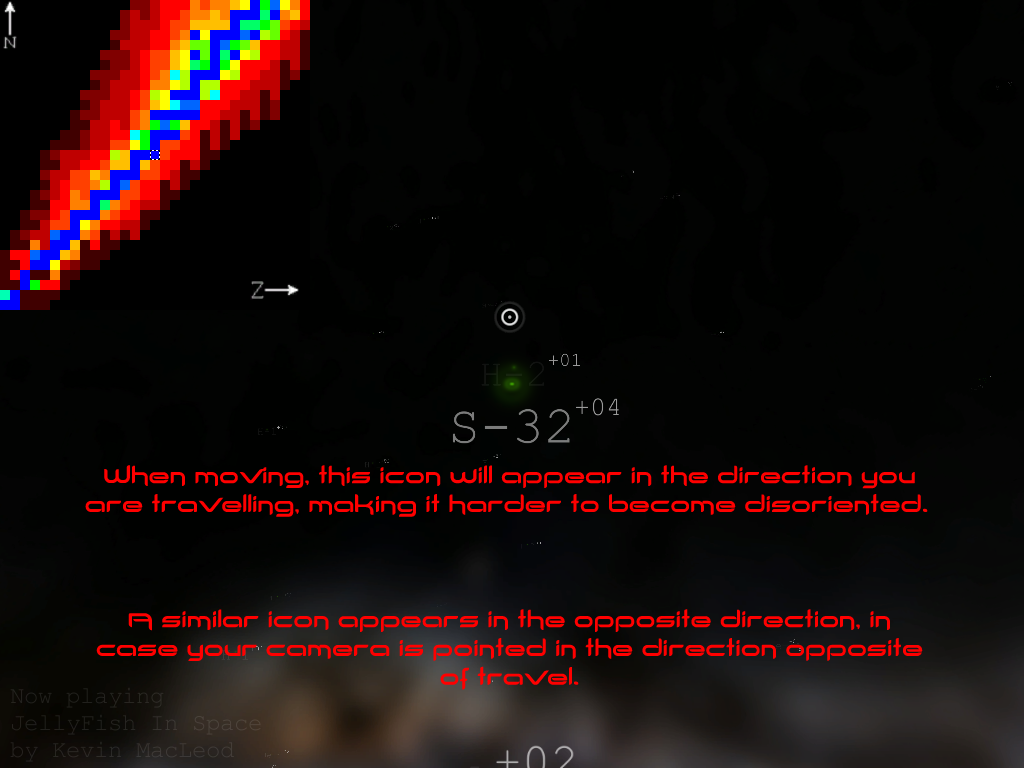 N
Z
H-2+01
S-32+04
When moving, this icon will appear in the direction you
are travelling, making it harder to become disoriented.
A similar icon appears in the opposite direction, in
case your camera is pointed in the direction opposite
of travel.
Now playing
JellyFish In Space
by Kevin MacLeod
+02